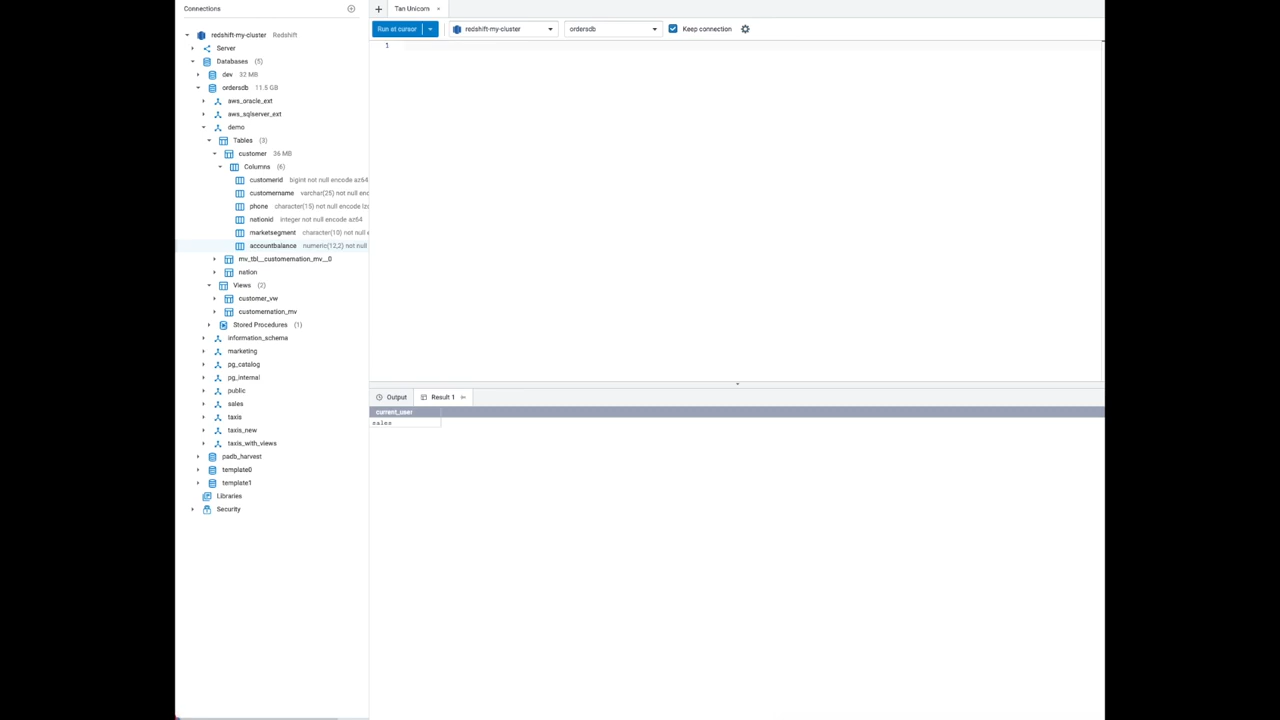 Connections
Tan Unicorn
Run at cursor
redshift-my-cluster
ordersdb
Keep connection
1
redshift-my-cluster Redshift
Server
Databases (5)
dev 32 MB
ordersdb 11.5 GB
aws_oracle_ext
aws_sqlserver_ext
demo
Tables (3)
customer 36 MB
Columns (6)
customerid bigint not null encode az64
customername varchar(25) not null enc
phone character(15) not null encode lzo
nationid integer not null encode az64
marketsegment character(10) not null e
accountbalance numeric(12,2) not null
mv_tbl__customernation_mv__0
nation
Views (2)
customer_vw
customernation_mv
Stored Procedures (1)
information_schema
marketing
pg_catalog
pg_internal
public
sales
taxis
taxis_new
taxis_with_views
padb_harvest
template0
template1
Libraries
Security
Output
Result 1
current_user
sales